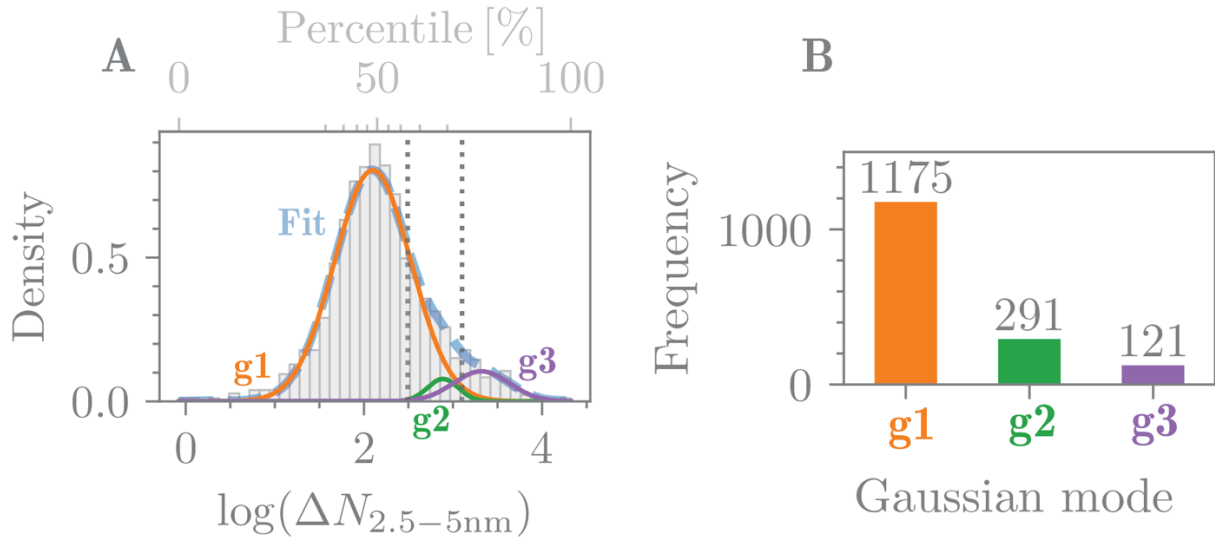 A
Percentile [%]
0 50 100
Density
0.5
0.0
Fit
g1
g2
g3
0 2 4
log(ΔN₂.₅₋₅ₙₘ)
B
Frequency
1000
0
1175
291
121
g1 g2 g3
Gaussian mode